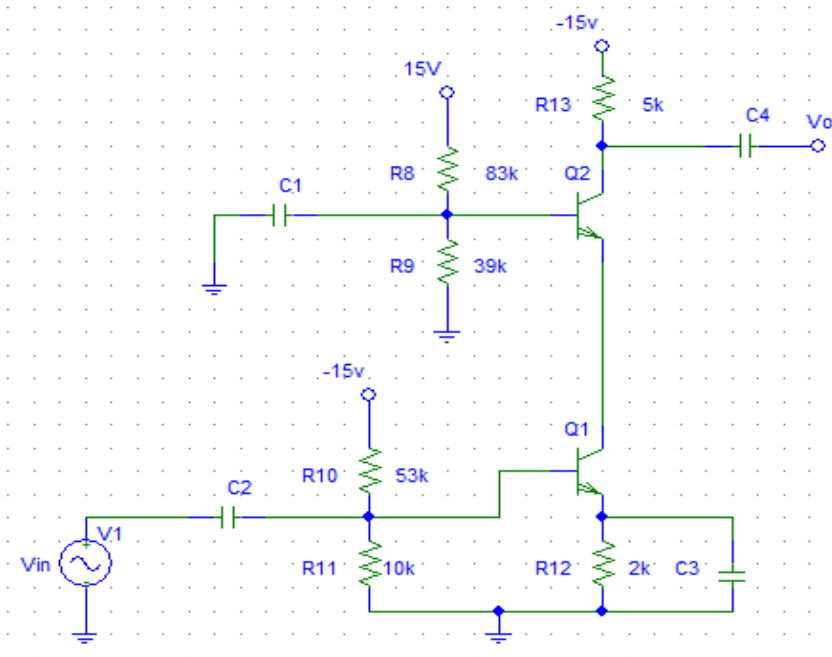 -15v
R13 5k
C4
Vo
15V
R8 83k
Q2
C1
R9 39k
-15v
Q1
R10 53k
C2
V1
Vin
R11 10k
R12 2k
C3